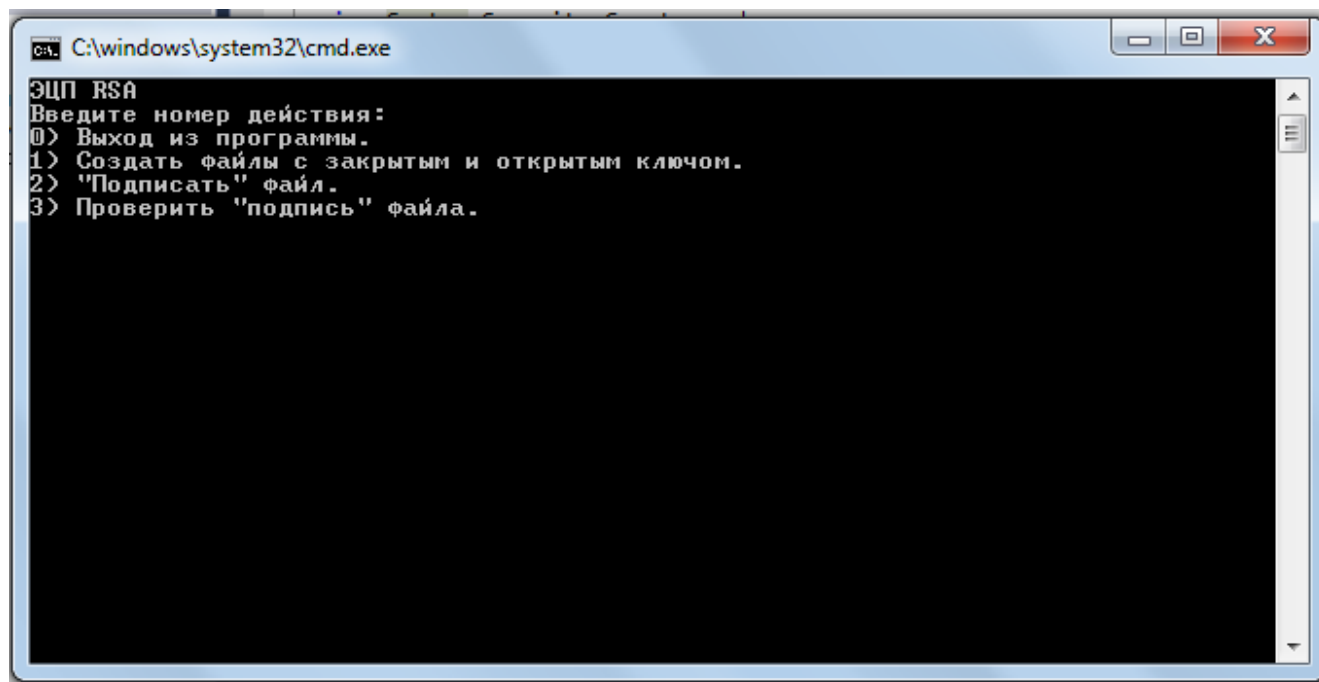 C:\windows\system32\cmd.exe
ЭЦП RSA
Введите номер действия:
0) Выход из программы.
1) Создать файлы с закрытым и открытым ключом.
2) "Подписать" файл.
3) Проверить "подпись" файла.